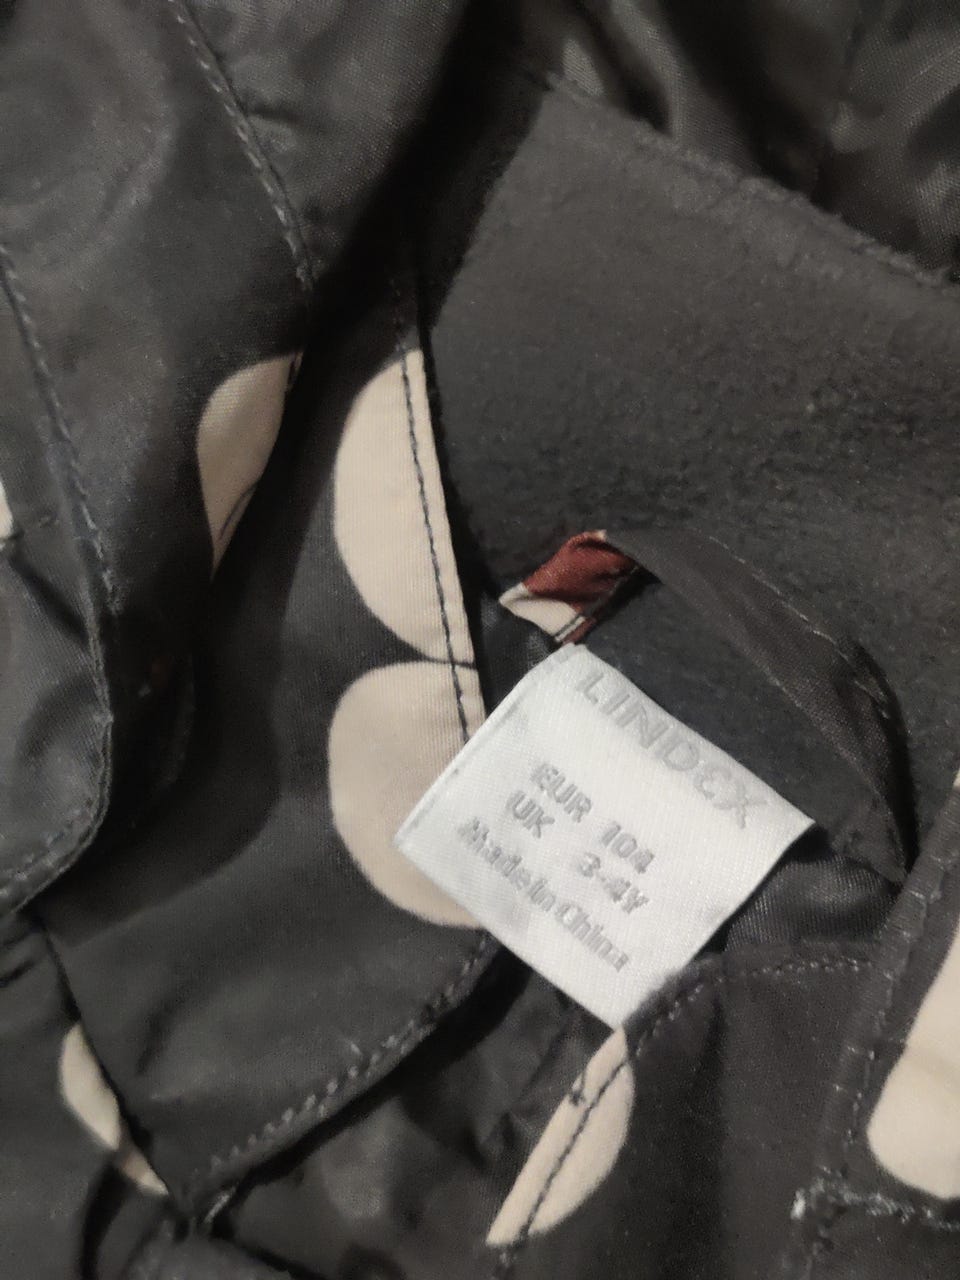 LINDEX
EUR 104
UK 3-4Y
Made In China